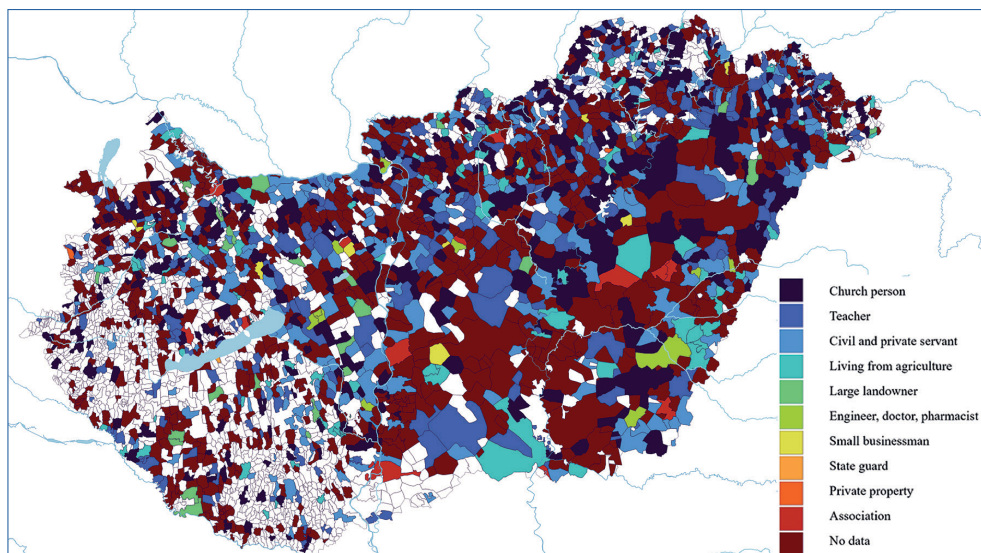 Church person
Teacher
Civil and private servant
Living from agriculture
Large landowner
Engineer, doctor, pharmacist
Small businessman
State guard
Private property
Association
No data